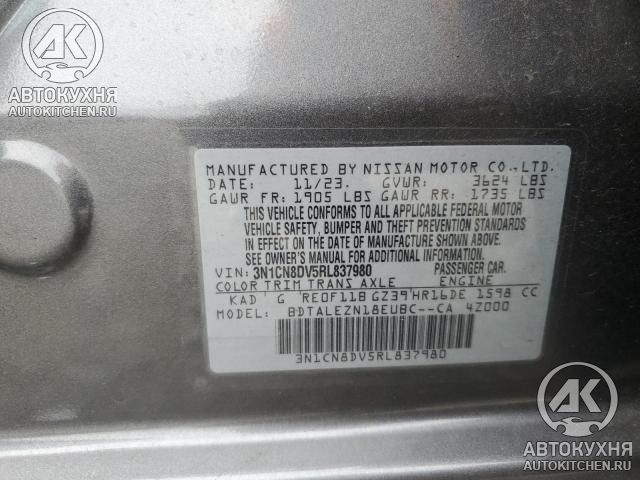 AK
АВТОКУХНЯ
AUTOKITCHEN.RU
MANUFACTURED BY NISSAN MOTOR CO.,LTD.
DATE: 11/23. GVWR: 3624 LBS
GAWR FR: 1905 LBS GAWR RR: 1735 LBS
THIS VEHICLE CONFORMS TO ALL APPLICABLE FEDERAL MOTOR
VEHICLE SAFETY, BUMPER AND THEFT PREVENTION STANDARDS
IN EFFECT ON THE DATE OF MANUFACTURE SHOWN ABOVE.
SEE OWNER'S MANUAL FOR ADDITIONAL INFORMATION.
VIN: 3N1CN8DV5RL837980 PASSENGER CAR.
COLOR TRIM TRANS AXLE ENGINE
KAD G RE0F11B GZ39 HR16DE 1598 CC
MODEL: BDTALEZN18EUBC--CA 4Z000
3N1CN8DV5RL837980
AK
АВТОКУХНЯ
AUTOKITCHEN.RU